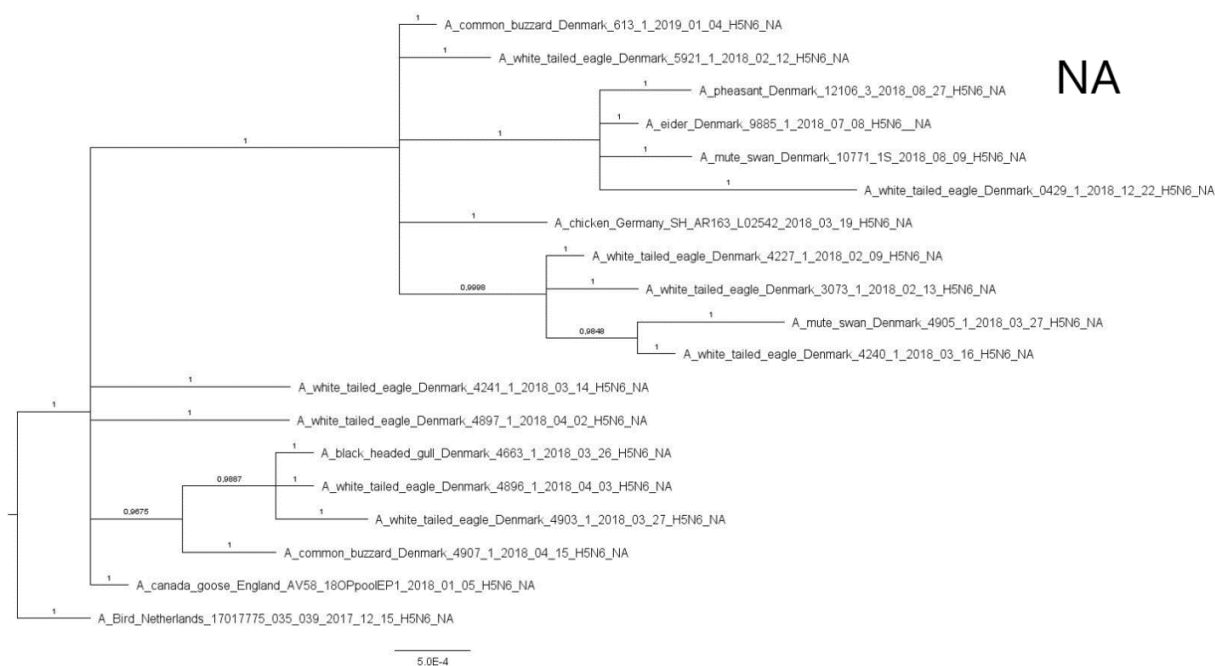 1
A_common_buzzard_Denmark_613_1_2019_01_04_H5N6_NA
1
A_white_tailed_eagle_Denmark_5921_1_2018_02_12_H5N6_NA
NA
1
A_pheasant_Denmark_12106_3_2018_08_27_H5N6_NA
1
A_eider_Denmark_9885_1_2018_07_08_H5N6__NA
1
1
1
A_mute_swan_Denmark_10771_1S_2018_08_09_H5N6_NA
1
A_white_tailed_eagle_Denmark_0429_1_2018_12_22_H5N6_NA
1
A_chicken_Germany_SH_AR163_L02542_2018_03_19_H5N6_NA
1
A_white_tailed_eagle_Denmark_4227_1_2018_02_09_H5N6_NA
0,9998
1
A_white_tailed_eagle_Denmark_3073_1_2018_02_13_H5N6_NA
1
A_mute_swan_Denmark_4905_1_2018_03_27_H5N6_NA
0,9848
1
A_white_tailed_eagle_Denmark_4240_1_2018_03_16_H5N6_NA
1
A_white_tailed_eagle_Denmark_4241_1_2018_03_14_H5N6_NA
1
1
A_white_tailed_eagle_Denmark_4897_1_2018_04_02_H5N6_NA
1
A_black_headed_gull_Denmark_4663_1_2018_03_26_H5N6_NA
0,9887
1
A_white_tailed_eagle_Denmark_4896_1_2018_04_03_H5N6_NA
0,9675
1
A_white_tailed_eagle_Denmark_4903_1_2018_03_27_H5N6_NA
1
A_common_buzzard_Denmark_4907_1_2018_04_15_H5N6_NA
1
A_canada_goose_England_AV58_18OPpoolEP1_2018_01_05_H5N6_NA
1
A_Bird_Netherlands_17017775_035_039_2017_12_15_H5N6_NA
5.0E-4